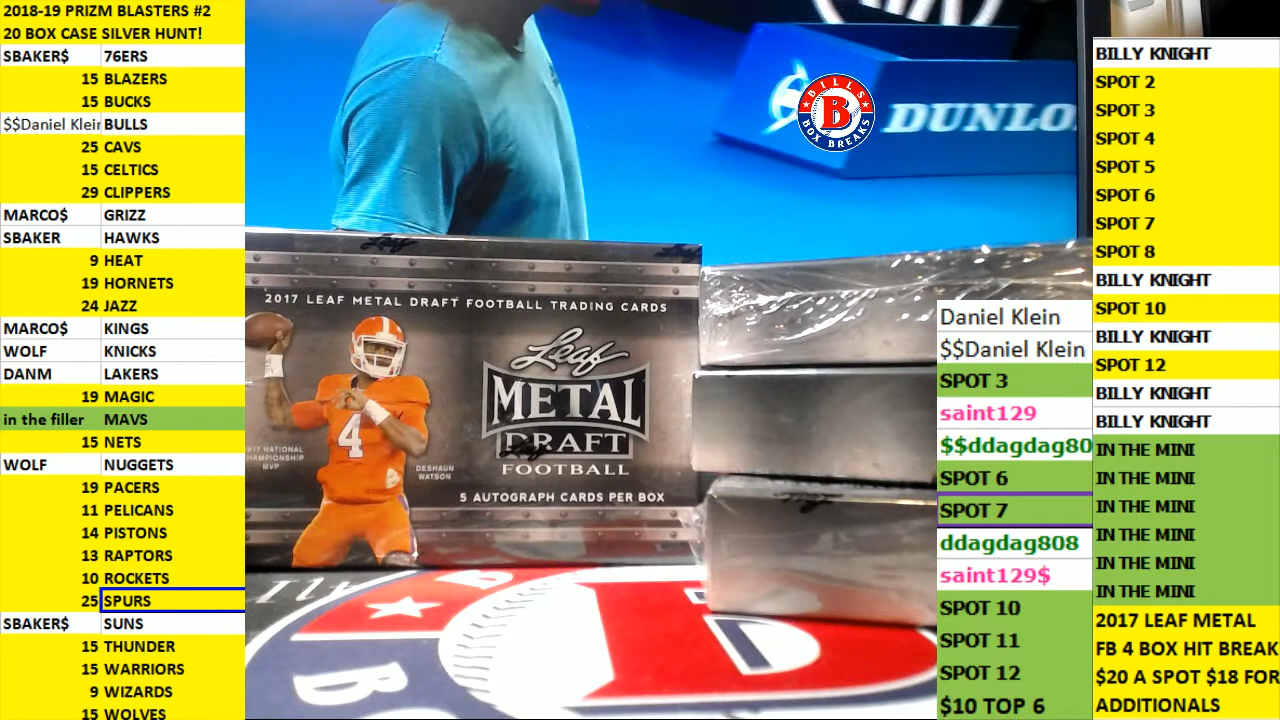 2018-19 PRIZM BLASTERS #2
20 BOX CASE SILVER HUNT!
SBAKER$ 76ERS
15 BLAZERS
15 BUCKS
$$Daniel Klein BULLS
25 CAVS
15 CELTICS
29 CLIPPERS
MARCO$ GRIZZ
SBAKER HAWKS
9 HEAT
19 HORNETS
24 JAZZ
MARCO$ KINGS
WOLF KNICKS
DANM LAKERS
19 MAGIC
in the filler MAVS
15 NETS
WOLF NUGGETS
19 PACERS
11 PELICANS
14 PISTONS
13 RAPTORS
10 ROCKETS
25 SPURS
SBAKER$ SUNS
15 THUNDER
15 WARRIORS
9 WIZARDS
15 WOLVES
BILLS
B
BOX BREAKS
DUNLO
2017 LEAF METAL DRAFT FOOTBALL TRADING CARDS
Leaf
METAL
DRAFT
FOOTBALL
4
2017 NATIONAL
CHAMPIONSHIP
MVP
DESHAUN
WATSON
5 AUTOGRAPH CARDS PER BOX
Daniel Klein
$$Daniel Klein
SPOT 3
saint129
$$ddagdag80
SPOT 6
SPOT 7
ddagdag808
saint129$
SPOT 10
SPOT 11
SPOT 12
$10 TOP 6
BILLY KNIGHT
SPOT 2
SPOT 3
SPOT 4
SPOT 5
SPOT 6
SPOT 7
SPOT 8
BILLY KNIGHT
SPOT 10
BILLY KNIGHT
SPOT 12
BILLY KNIGHT
BILLY KNIGHT
IN THE MINI
IN THE MINI
IN THE MINI
IN THE MINI
IN THE MINI
IN THE MINI
2017 LEAF METAL
FB 4 BOX HIT BREAK
$20 A SPOT $18 FOR
ADDITIONALS